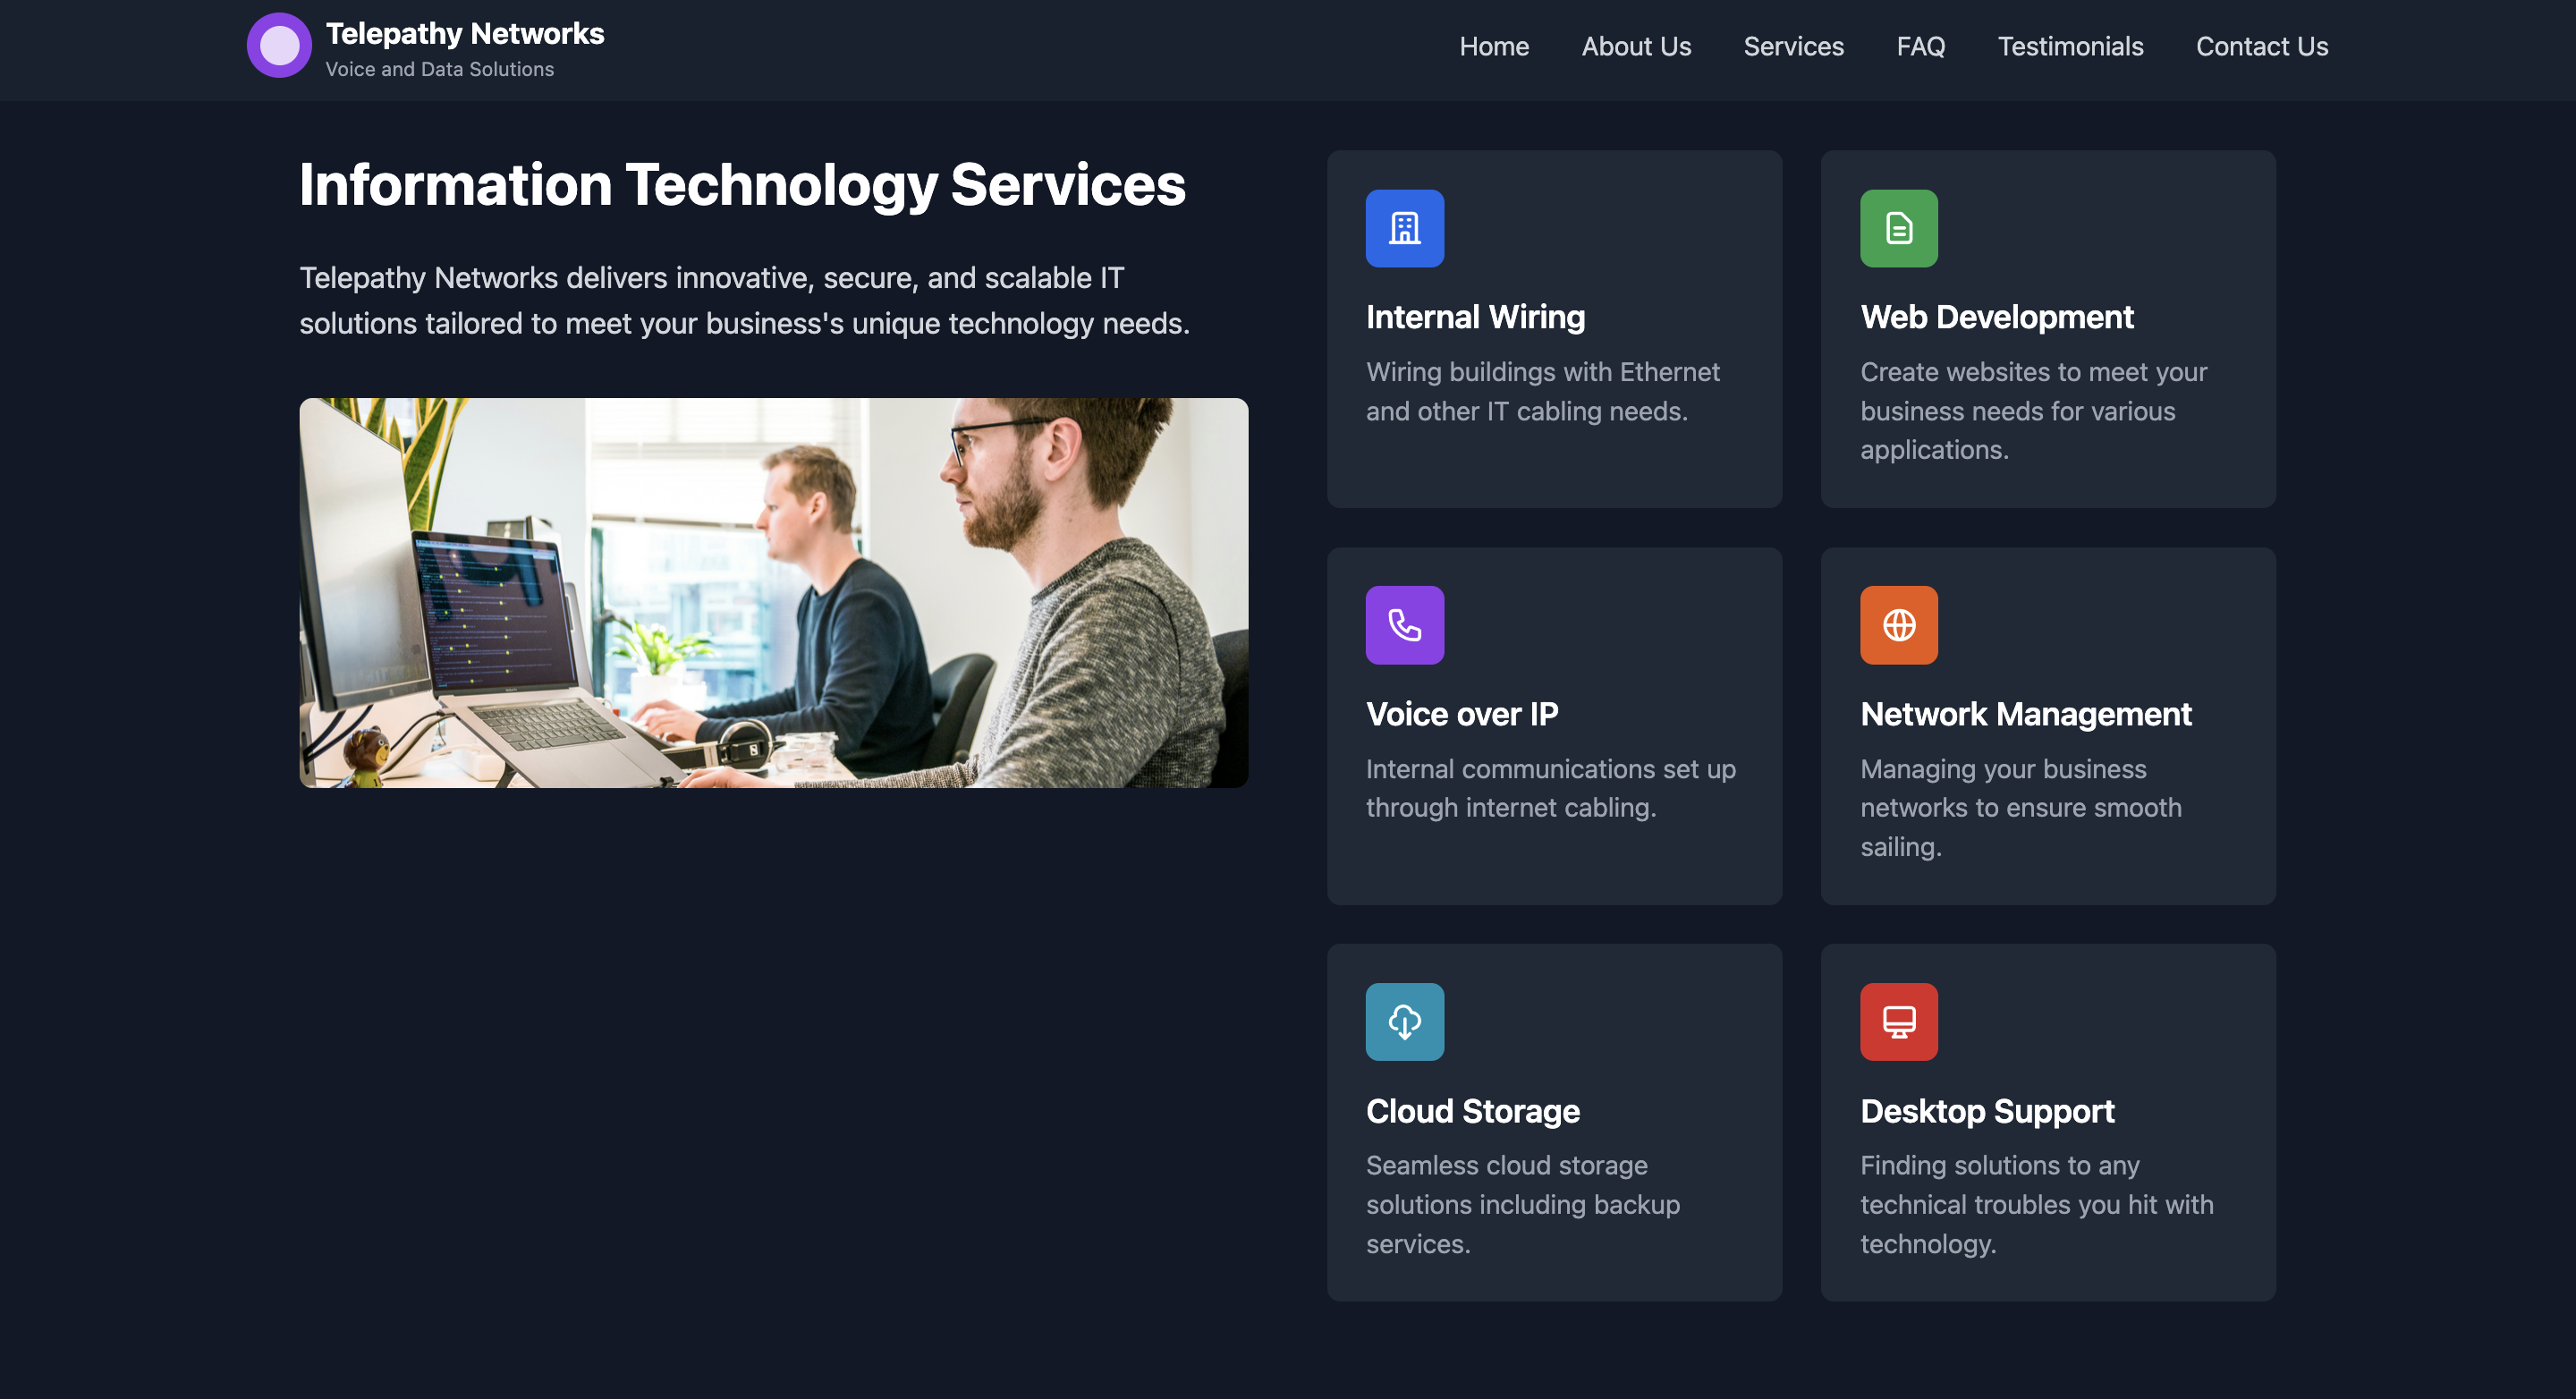 Telepathy Networks
Voice and Data Solutions
Home
About Us
Services
FAQ
Testimonials
Contact Us
Information Technology Services
Telepathy Networks delivers innovative, secure, and scalable IT
solutions tailored to meet your business's unique technology needs.
Internal Wiring
Wiring buildings with Ethernet
and other IT cabling needs.
Web Development
Create websites to meet your
business needs for various
applications.
Voice over IP
Internal communications set up
through internet cabling.
Network Management
Managing your business
networks to ensure smooth
sailing.
Cloud Storage
Seamless cloud storage
solutions including backup
services.
Desktop Support
Finding solutions to any
technical troubles you hit with
technology.